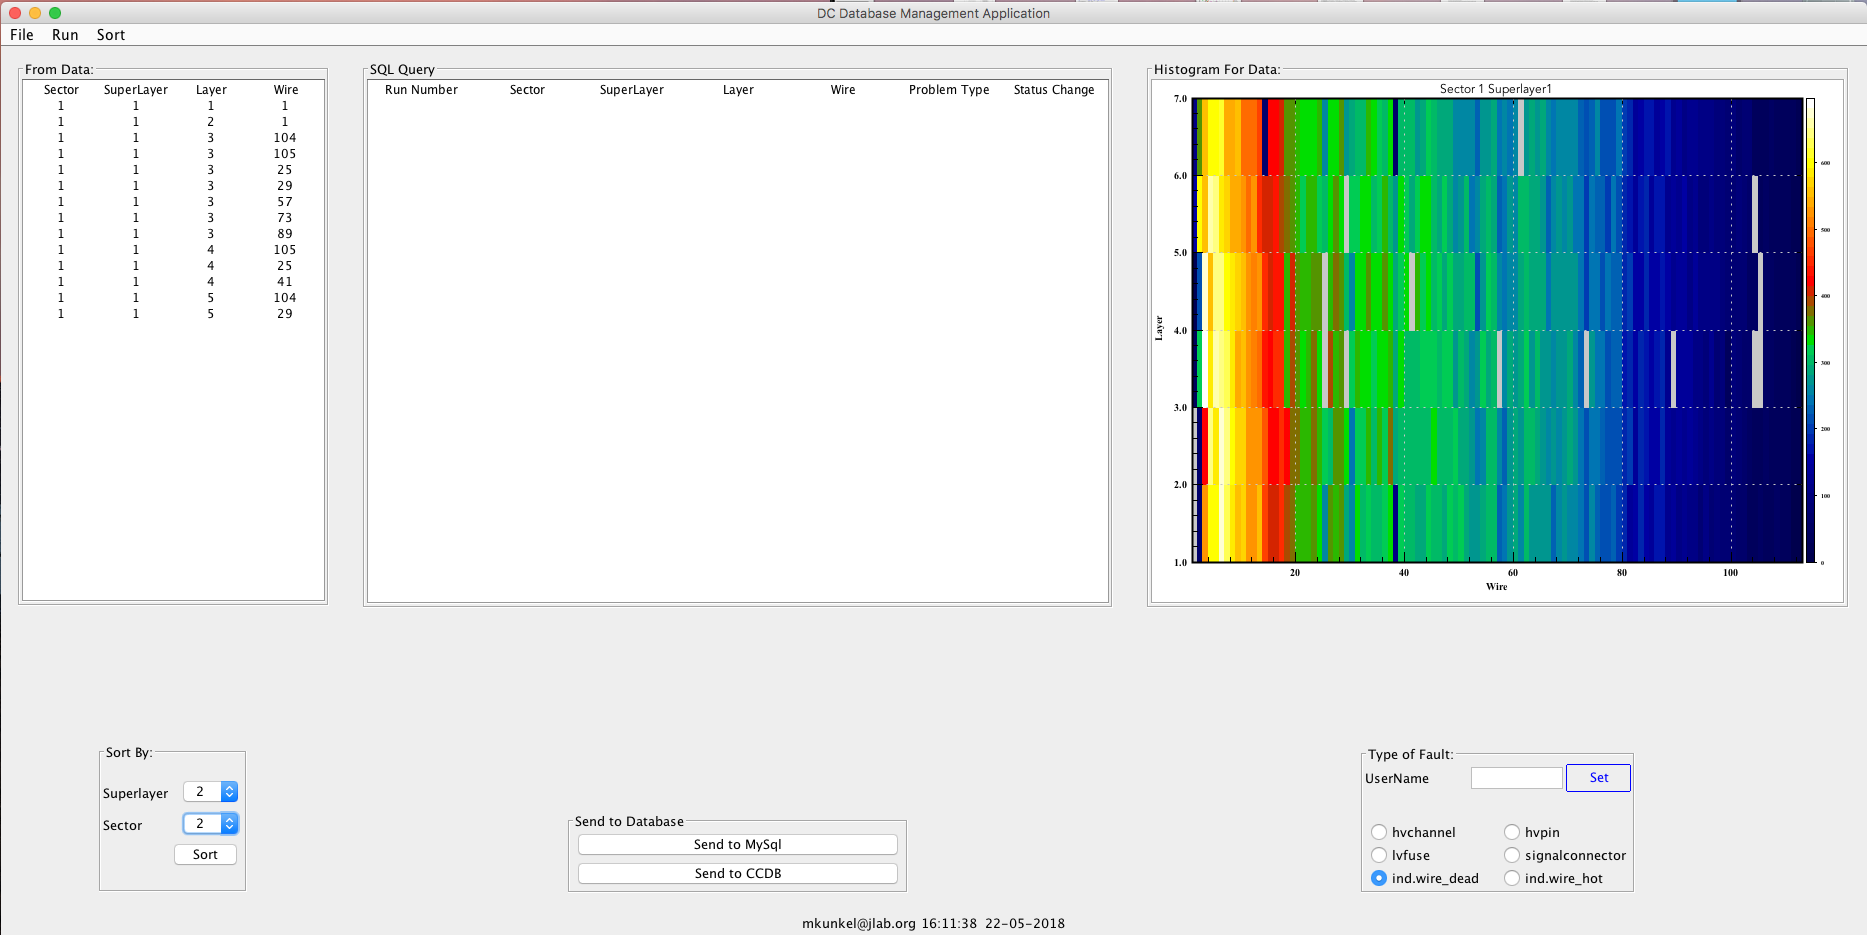 DC Database Management Application
File Run Sort
From Data:
Sector SuperLayer Layer Wire
1 1 1 1
1 1 2 1
1 1 3 104
1 1 3 105
1 1 3 25
1 1 3 29
1 1 3 57
1 1 3 73
1 1 3 89
1 1 4 105
1 1 4 25
1 1 4 41
1 1 5 104
1 1 5 29
SQL Query
Run Number Sector SuperLayer Layer Wire Problem Type Status Change
Histogram For Data:
Sector 1 Superlayer1
7.0
6.0
5.0
4.0
3.0
2.0
1.0
Layer
20 40 60 80 100
Wire
600
500
400
300
200
100
0
Sort By:
Superlayer 2
Sector 2
Sort
Send to Database
Send to MySql
Send to CCDB
Type of Fault:
UserName Set
hvchannel hvpin
lvfuse signalconnector
ind.wire_dead ind.wire_hot
mkunkel@jlab.org 16:11:38 22-05-2018